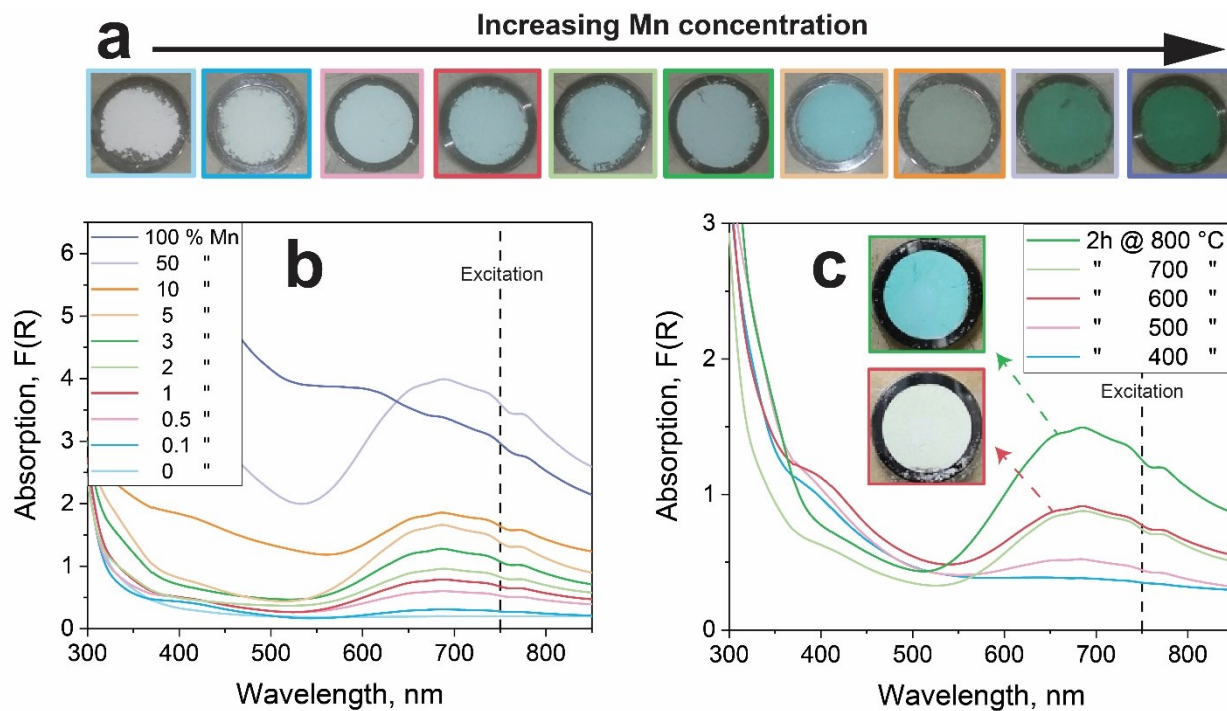 Increasing Mn concentration
a
b
100 % Mn
50 "
10 "
5 "
3 "
2 "
1 "
0.5 "
0.1 "
0 "
Excitation
6
5
4
3
2
1
0
300 400 500 600 700 800
Absorption, F(R)
Wavelength, nm
c
2h @ 800 °C
" 700 "
" 600 "
" 500 "
" 400 "
Excitation
3
2
1
0
300 400 500 600 700 800
Absorption, F(R)
Wavelength, nm